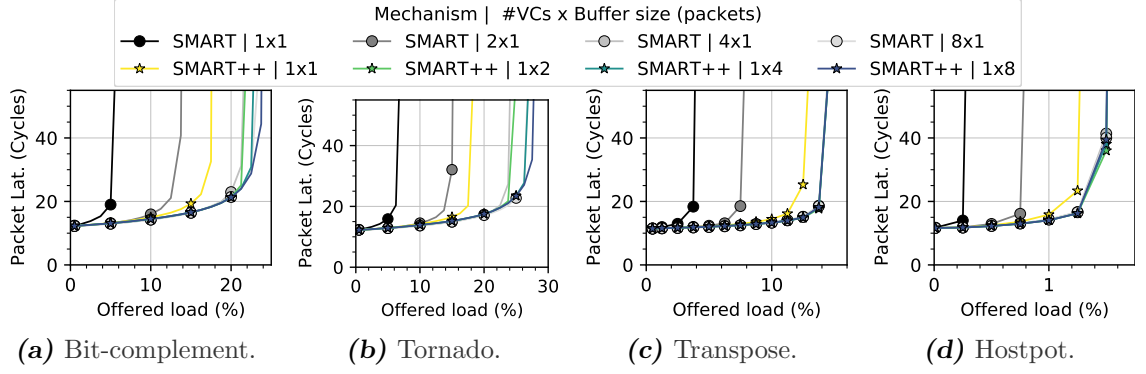 Mechanism | #VCs x Buffer size (packets)
SMART | 1x1
SMART | 2x1
SMART | 4x1
SMART | 8x1
SMART++ | 1x1
SMART++ | 1x2
SMART++ | 1x4
SMART++ | 1x8
Packet Lat. (Cycles)
40
20
0
0 10 20
Offered load (%)
(a) Bit-complement.
Packet Lat. (Cycles)
40
20
0
0 10 20 30
Offered load (%)
(b) Tornado.
Packet Lat. (Cycles)
40
20
0
0 10
Offered load (%)
(c) Transpose.
Packet Lat. (Cycles)
40
20
0
0 1
Offered load (%)
(d) Hostpot.